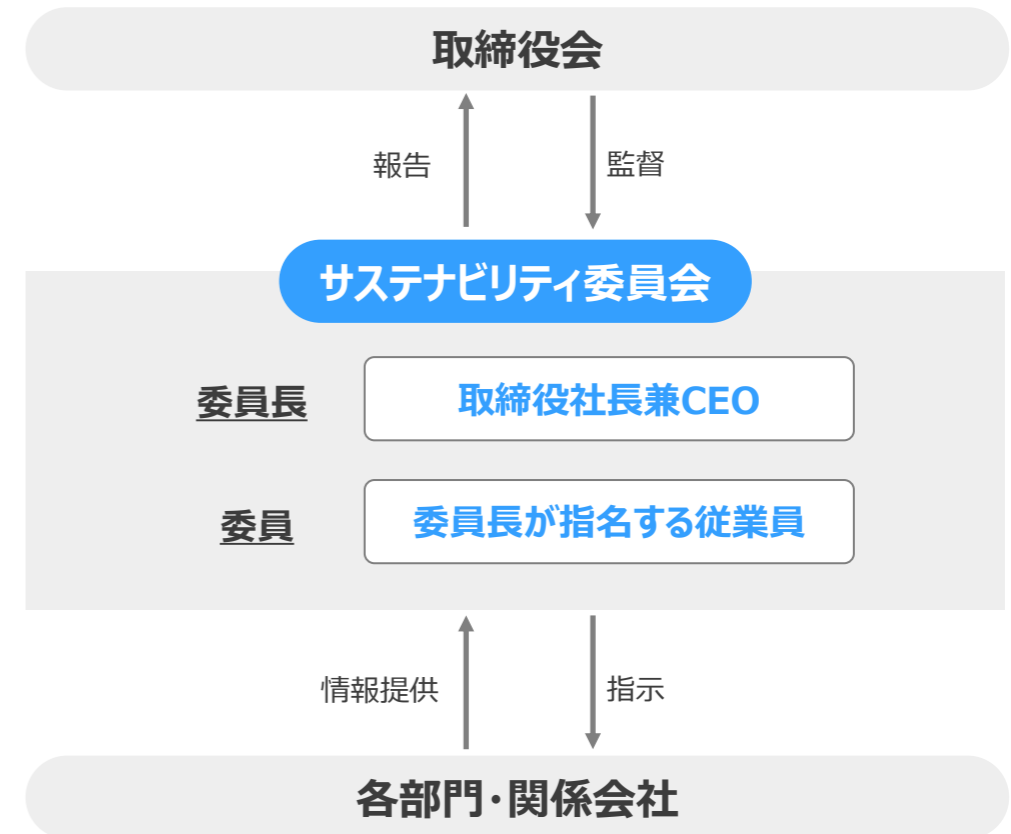 取締役会
報告
監督
サステナビリティ委員会
委員長
取締役社長兼CEO
委員
委員長が指名する従業員
情報提供
指示
各部門・関係会社